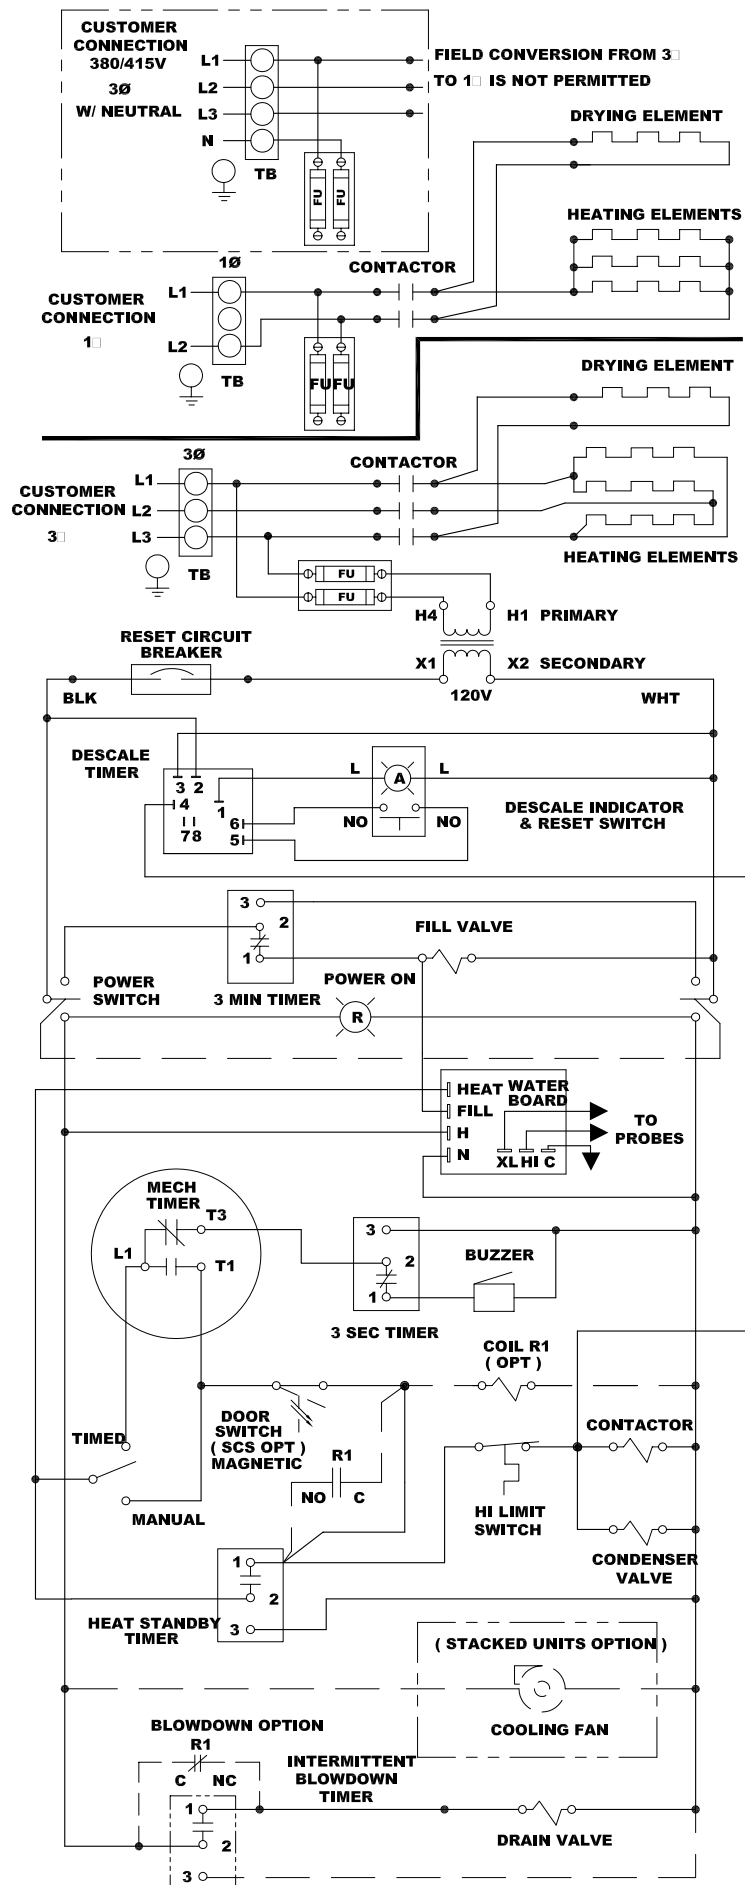 CUSTOMER
CONNECTION
380/415V
3Ø
W/ NEUTRAL
L1
L2
L3
N
TB
FU
FU
FIELD CONVERSION FROM 3□
TO 1□ IS NOT PERMITTED
DRYING ELEMENT
HEATING ELEMENTS
CONTACTOR
1Ø
CUSTOMER
CONNECTION
1□
L1
L2
TB
FU
FU
DRYING ELEMENT
3Ø
CONTACTOR
CUSTOMER
CONNECTION
3□
L1
L2
L3
TB
HEATING ELEMENTS
FU
FU
H4
H1 PRIMARY
RESET CIRCUIT
BREAKER
X1
X2 SECONDARY
120V
BLK
WHT
DESCALE
TIMER
3 2
4
1
7 8
6
5
L
A
L
NO
NO
DESCALE INDICATOR
& RESET SWITCH
3
2
1
3 MIN TIMER
FILL VALVE
POWER
SWITCH
POWER ON
R
HEAT
FILL
H
N
WATER
BOARD
XL HI C
TO
PROBES
MECH
TIMER
T3
L1
T1
3
2
1
3 SEC TIMER
BUZZER
COIL R1
( OPT )
DOOR
SWITCH
( SCS OPT )
MAGNETIC
R1
NO
C
TIMED
MANUAL
HI LIMIT
SWITCH
CONTACTOR
CONDENSER
VALVE
1
2
3
HEAT STANDBY
TIMER
( STACKED UNITS OPTION )
COOLING FAN
BLOWDOWN OPTION
R1
C
NC
INTERMITTENT
BLOWDOWN
TIMER
1
2
3
DRAIN VALVE